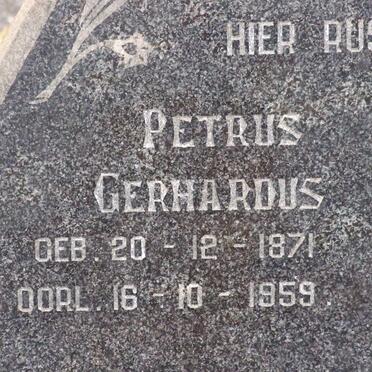 HIER RUS
PETRUS
GERHARDUS
GEB. 20 - 12 - 1871
OORL. 16 - 10 - 1959.